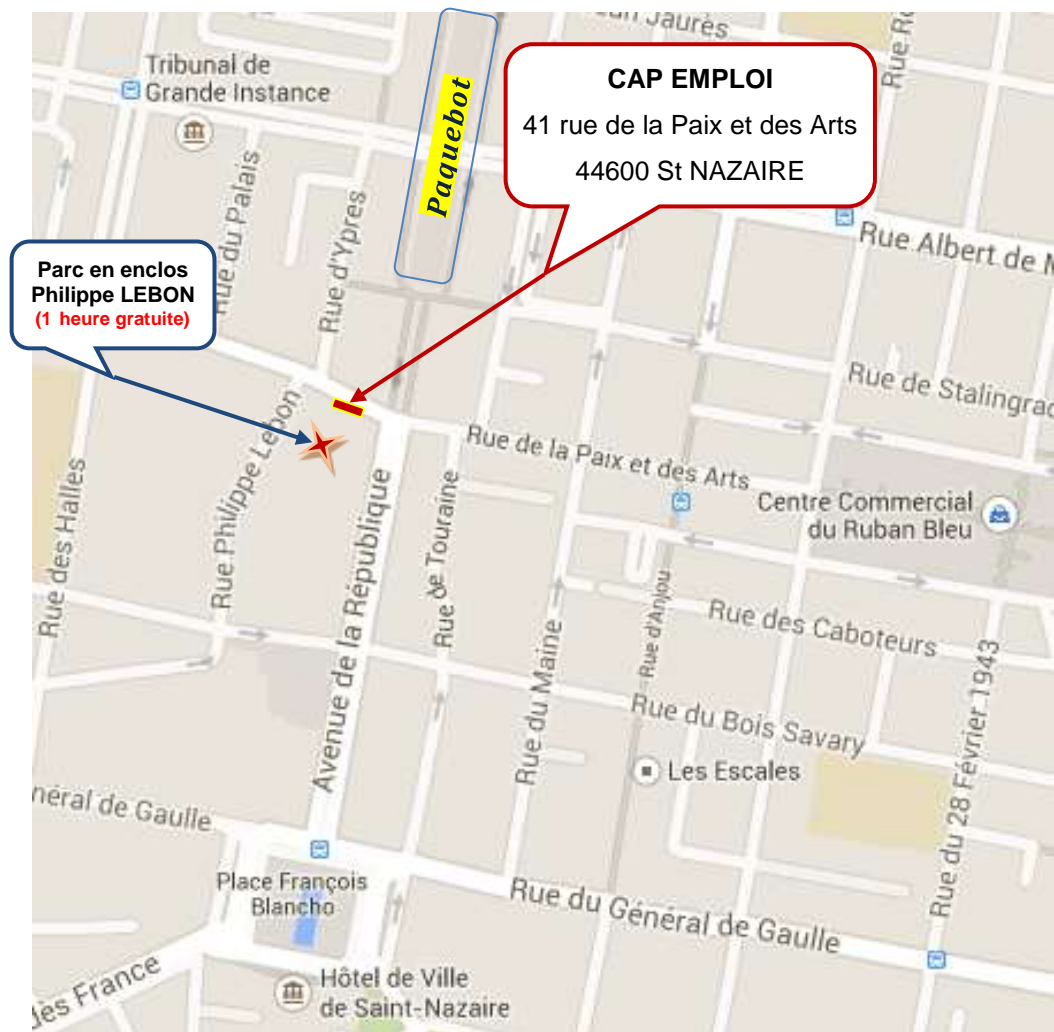 an Jaurès
Rue Ro
Tribunal de
Grande Instance
Paquebot
CAP EMPLOI
41 rue de la Paix et des Arts
44600 St NAZAIRE
Rue du Palais
Rue d'Ypres
Rue Albert de M
Parc en enclos
Philippe LEBON
(1 heure gratuite)
Rue de Stalingrad
Rue Philippe Lebon
Rue de la Paix et des Arts
Centre Commercial
du Ruban Bleu
Rue des Halles
Avenue de la République
Rue de Touraine
Rue du Maine
Rue d'Anjou
Rue des Caboteurs
Rue du Bois Savary
Les Escales
Rue du 28 Février 1943
néral de Gaulle
Place François
Blancho
Rue du Général de Gaulle
Hôtel de Ville
de Saint-Nazaire
dès France